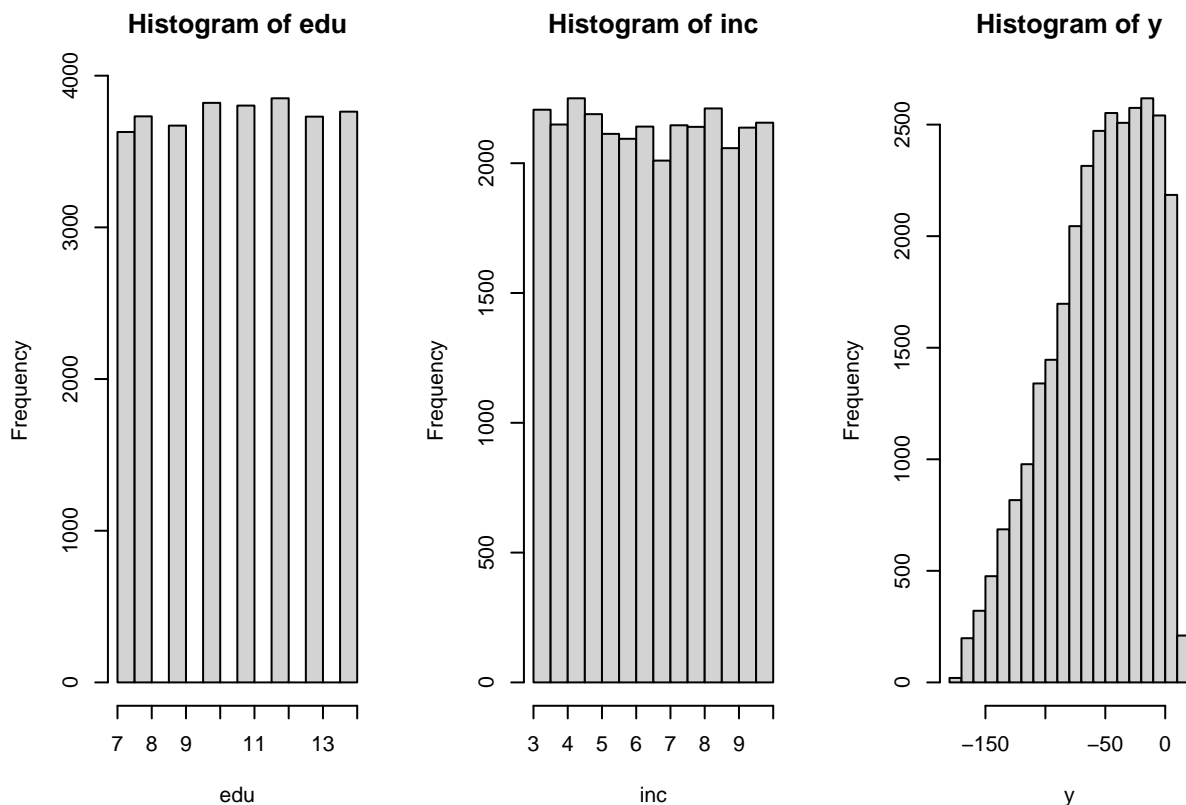 Histogram of edu
Frequency
0
1000
2000
3000
4000
7 8 9 11 13
edu
Histogram of inc
Frequency
0
500
1000
1500
2000
3 4 5 6 7 8 9
inc
Histogram of y
Frequency
0
500
1000
1500
2000
2500
−150 −50 0
y